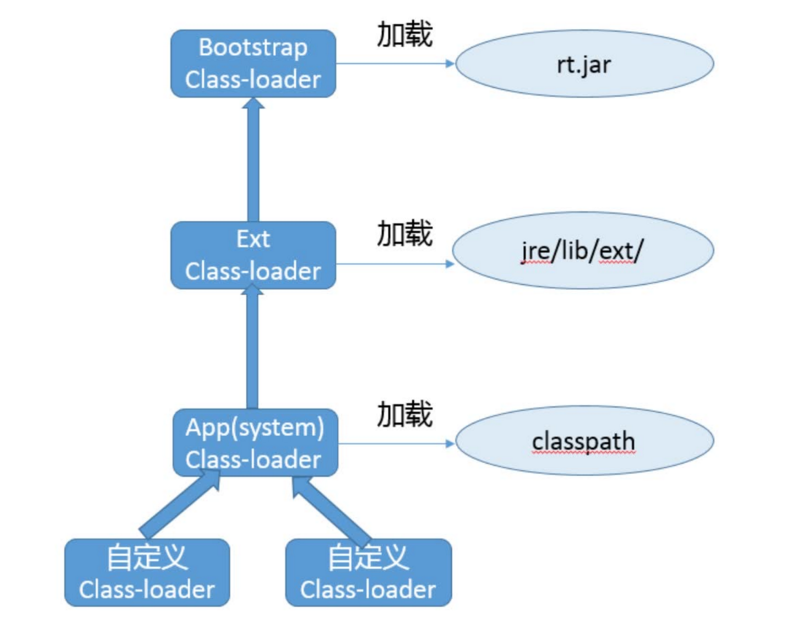 Bootstrap
Class-loader
加载
rt.jar
Ext
Class-loader
加载
jre/lib/ext/
App(system)
Class-loader
加载
classpath
自定义
Class-loader
自定义
Class-loader